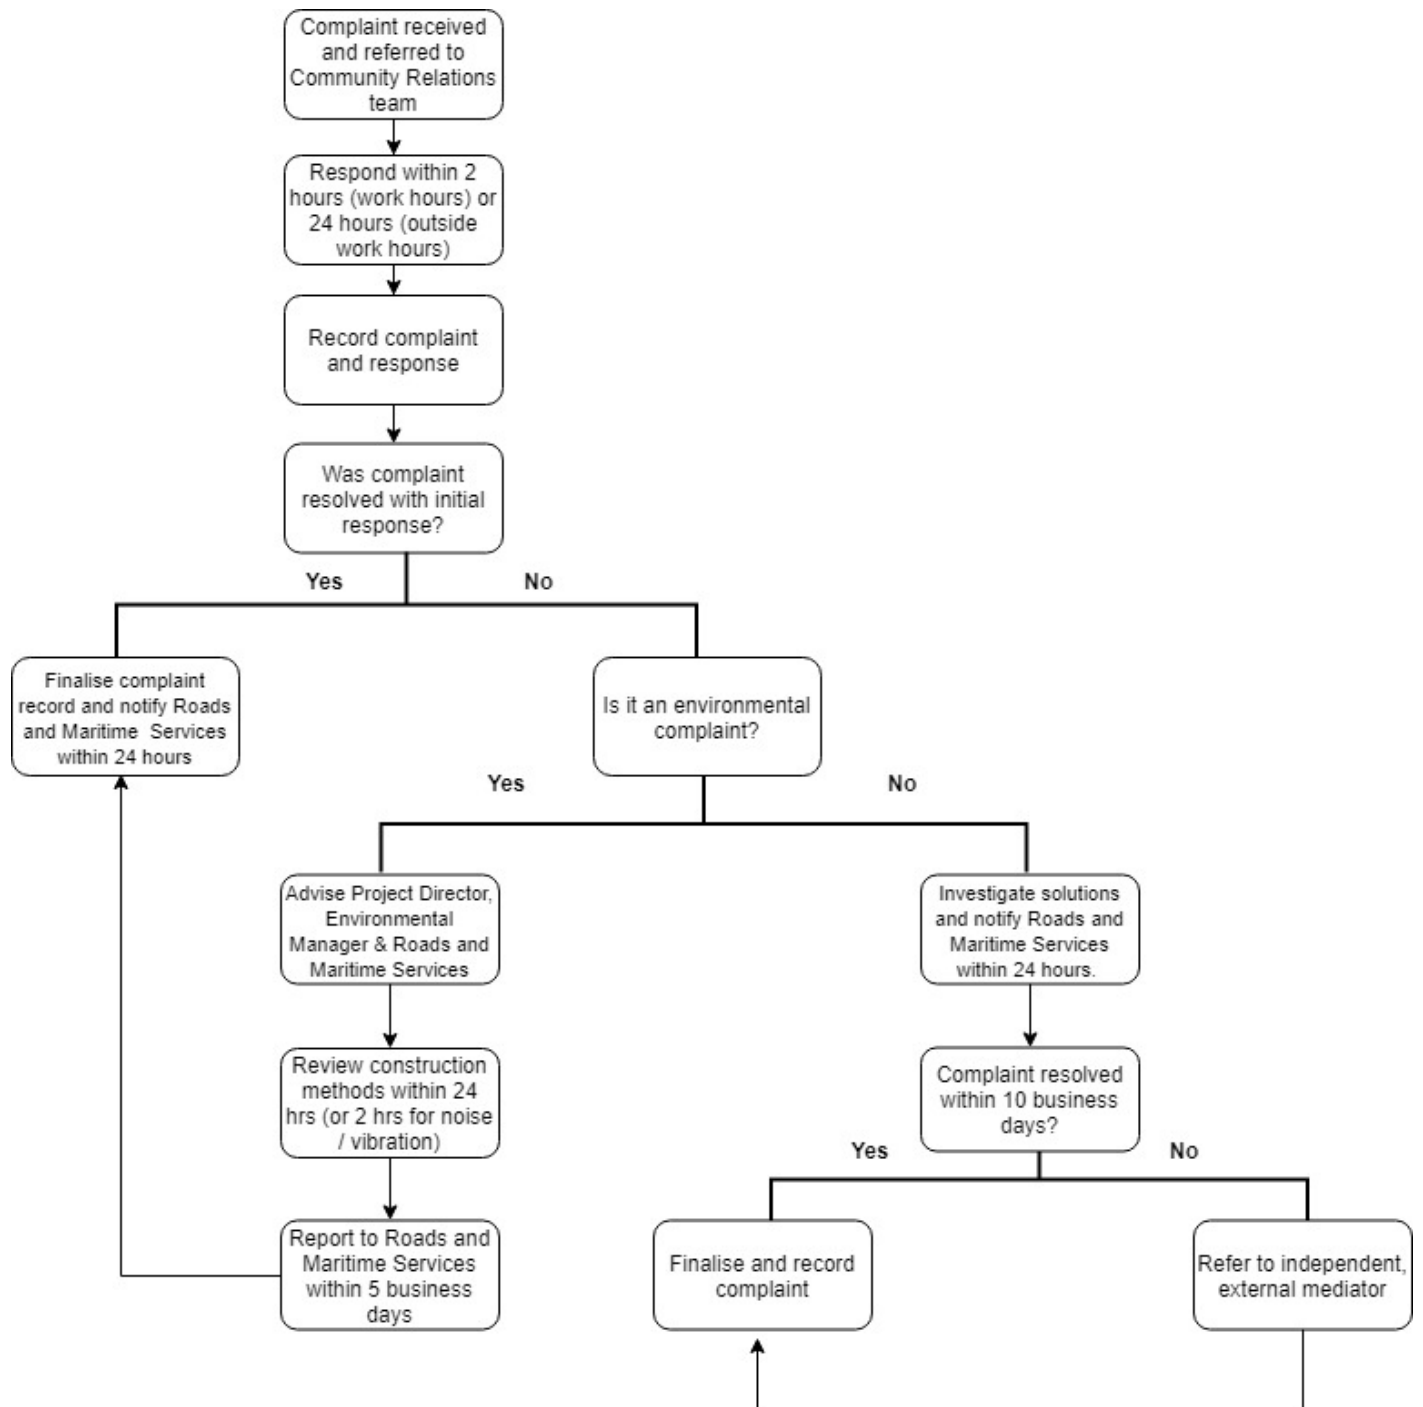 Complaint received
and referred to
Community Relations
team
Respond within 2
hours (work hours) or
24 hours (outside
work hours)
Record complaint
and response
Was complaint
resolved with initial
response?
Yes
No
Finalise complaint
record and notify Roads
and Maritime Services
within 24 hours
Is it an environmental
complaint?
Yes
No
Advise Project Director,
Environmental
Manager & Roads and
Maritime Services
Investigate solutions
and notify Roads and
Maritime Services
within 24 hours.
Review construction
methods within 24
hrs (or 2 hrs for noise
/ vibration)
Complaint resolved
within 10 business
days?
Yes
No
Report to Roads and
Maritime Services
within 5 business
days
Finalise and record
complaint
Refer to independent,
external mediator